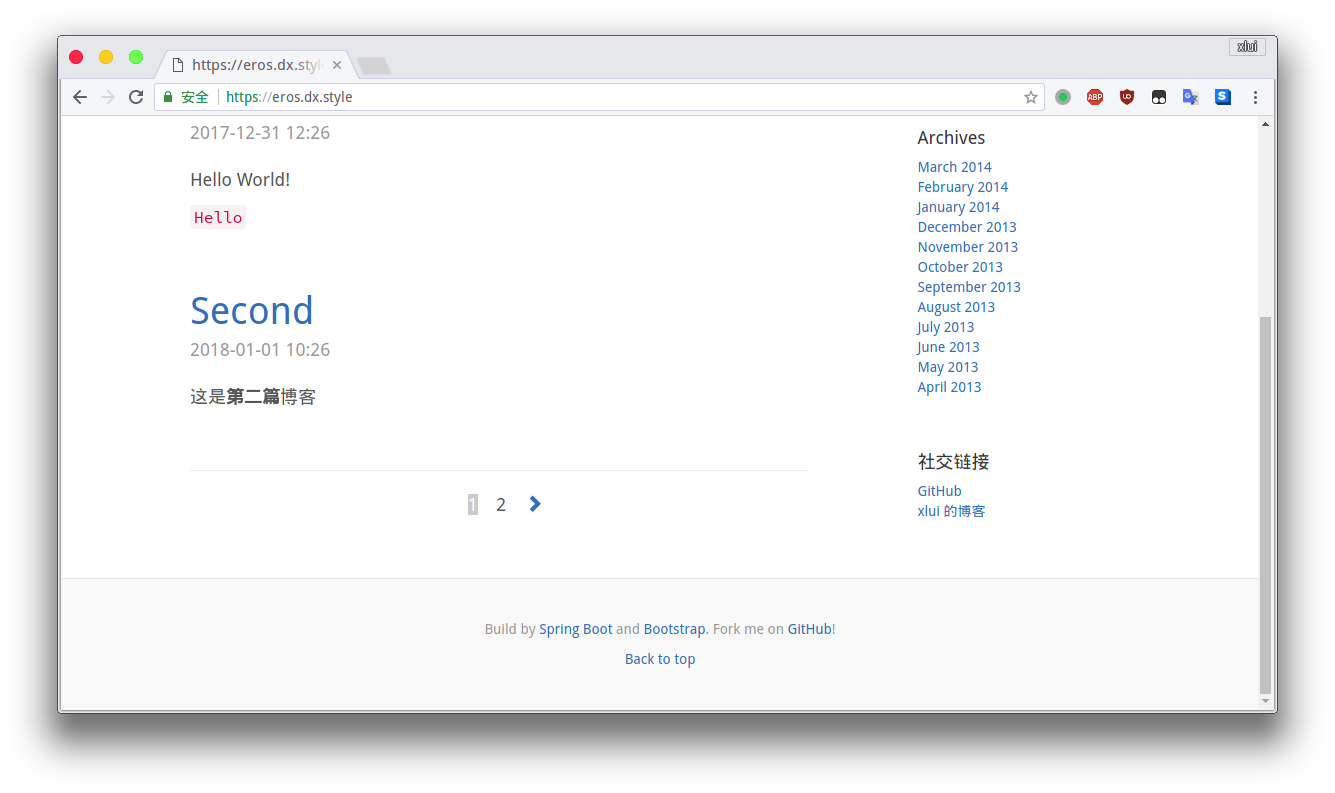 xlui
https://eros.dx.style
安全 https://eros.dx.style
2017-12-31 12:26
Hello World!
Hello
Second
2018-01-01 10:26
这是第二篇博客
1 2
Archives
March 2014
February 2014
January 2014
December 2013
November 2013
October 2013
September 2013
August 2013
July 2013
June 2013
May 2013
April 2013
社交链接
GitHub
xlui 的博客
Build by Spring Boot and Bootstrap. Fork me on GitHub!
Back to top